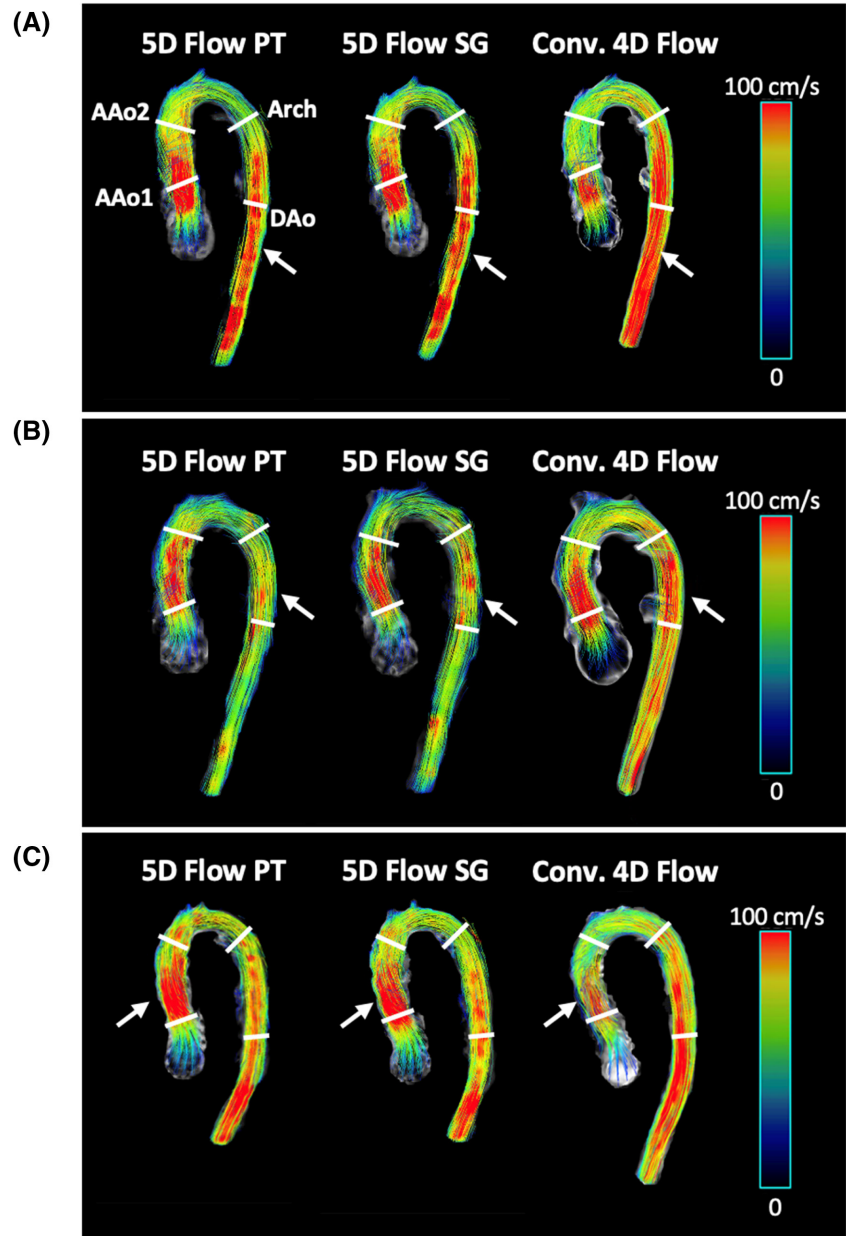 (A)
5D Flow PT
5D Flow SG
Conv. 4D Flow
100 cm/s
AAo2
Arch
AAo1
DAo
0
(B)
5D Flow PT
5D Flow SG
Conv. 4D Flow
100 cm/s
0
(C)
5D Flow PT
5D Flow SG
Conv. 4D Flow
100 cm/s
0